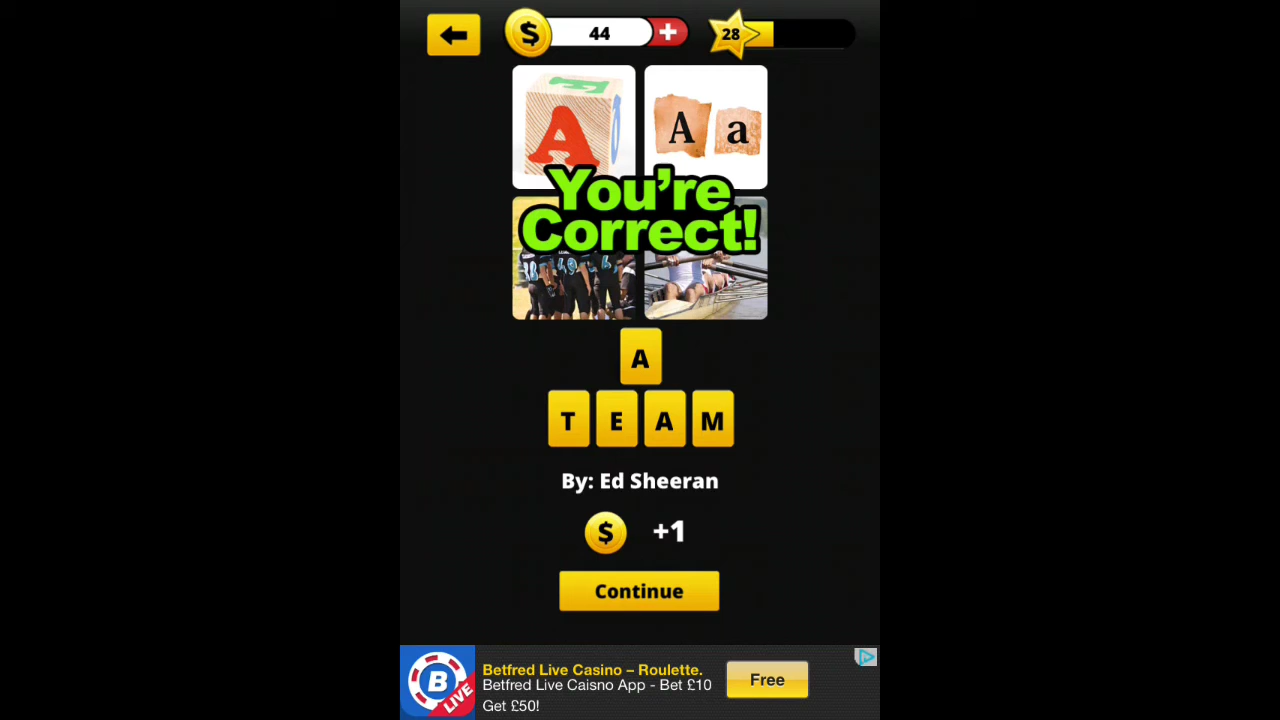 44
28
A
A a
You're
Correct!
A
T E A M
By: Ed Sheeran
$ +1
Continue
B
LIVE
Betfred Live Casino – Roulette.
Betfred Live Caisno App - Bet £10
Get £50!
Free